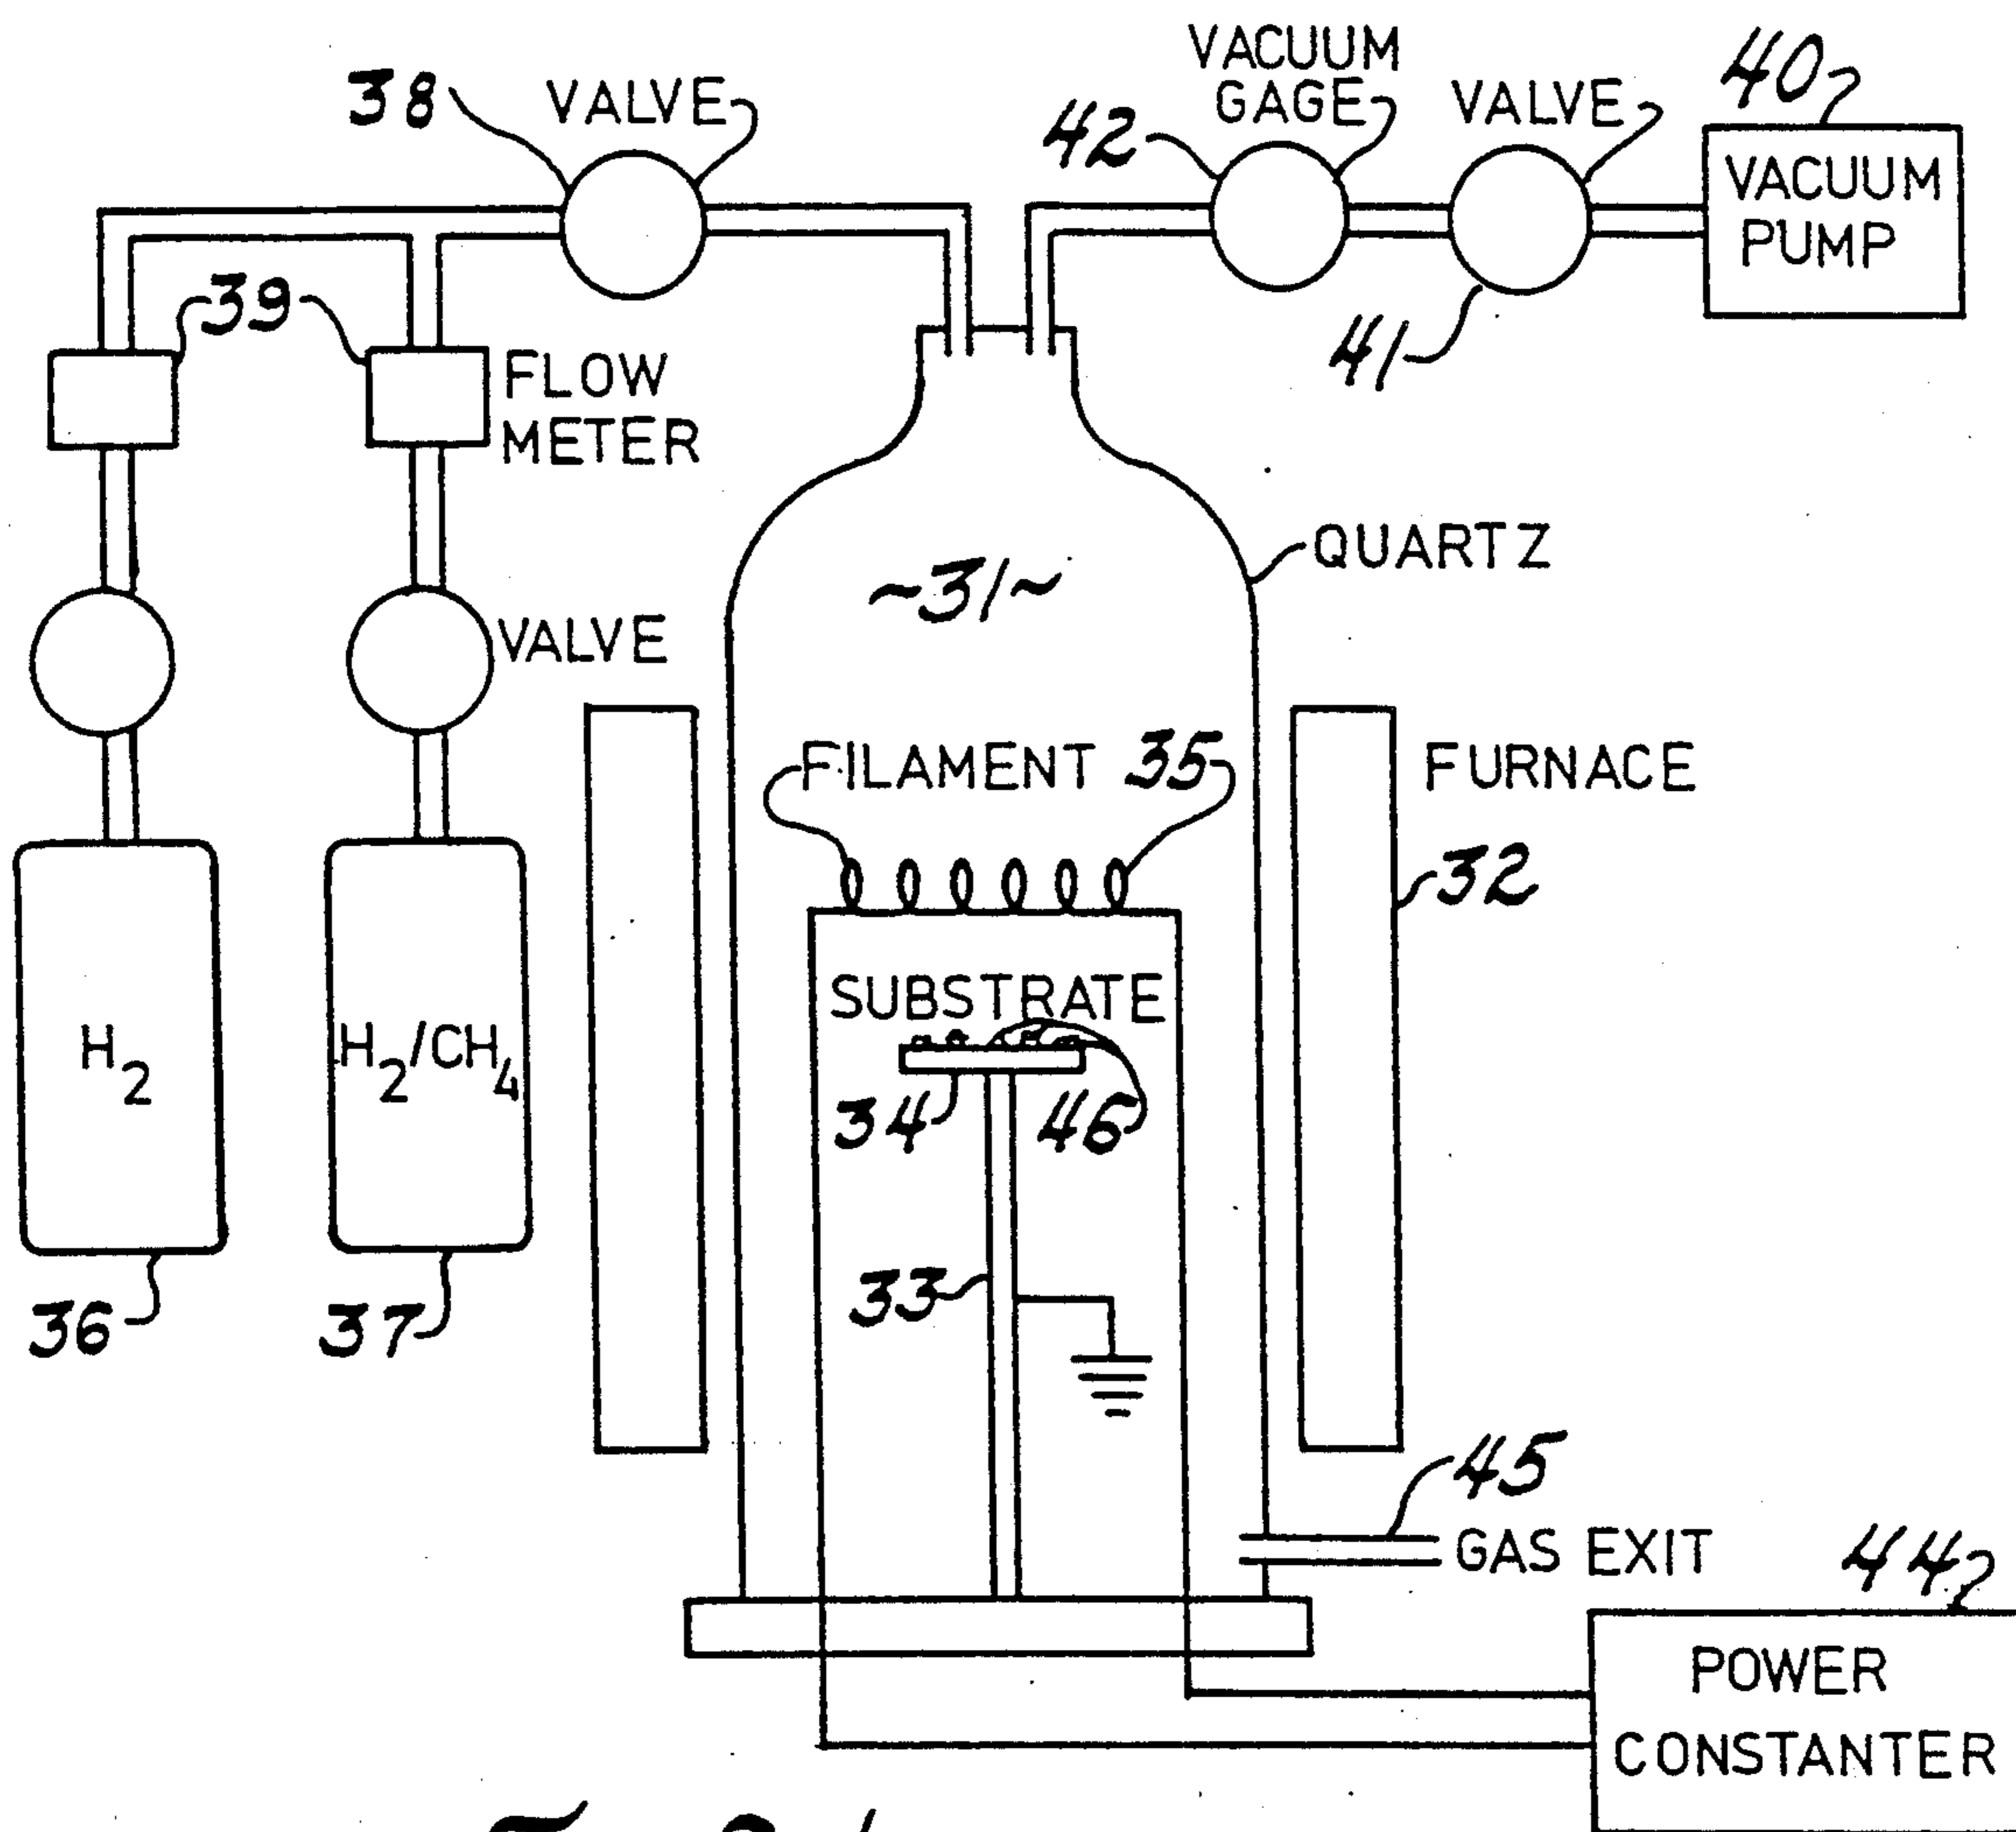 38
VALVE
VACUUM
GAGE
42
VALVE
40
VACUUM
PUMP
41
39
FLOW
METER
QUARTZ
~31~
VALVE
FILAMENT 35
FURNACE
32
SUBSTRATE
H2
H2/CH4
34
46
33
36
37
45
GAS EXIT
44
POWER
CONSTANTER